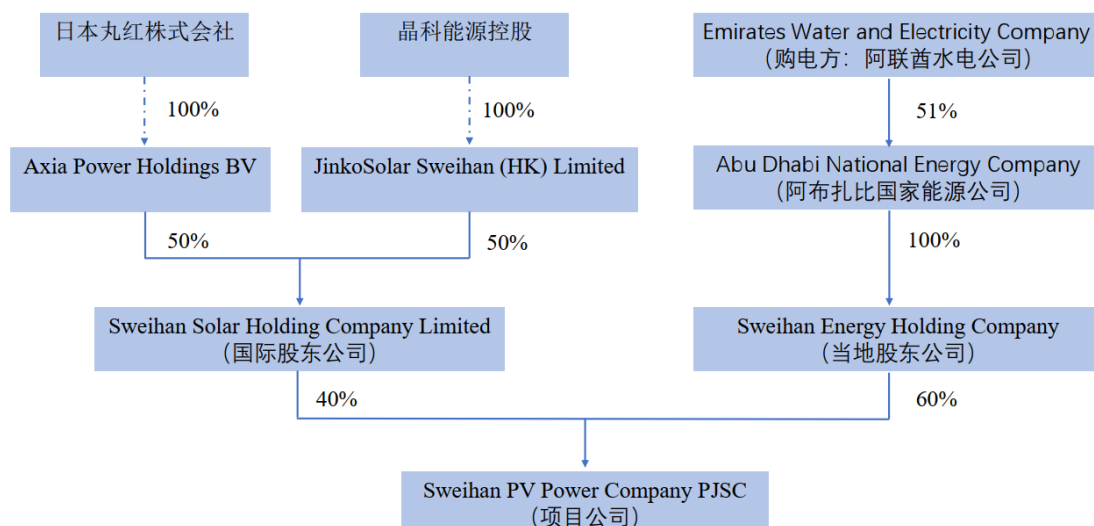 日本丸红株式会社
晶科能源控股
Emirates Water and Electricity Company
（购电方：阿联酋水电公司）
100%
100%
51%
Axia Power Holdings BV
JinkoSolar Sweihan (HK) Limited
Abu Dhabi National Energy Company
（阿布扎比国家能源公司）
50%
50%
100%
Sweihan Solar Holding Company Limited
（国际股东公司）
Sweihan Energy Holding Company
（当地股东公司）
40%
60%
Sweihan PV Power Company PJSC
（项目公司）